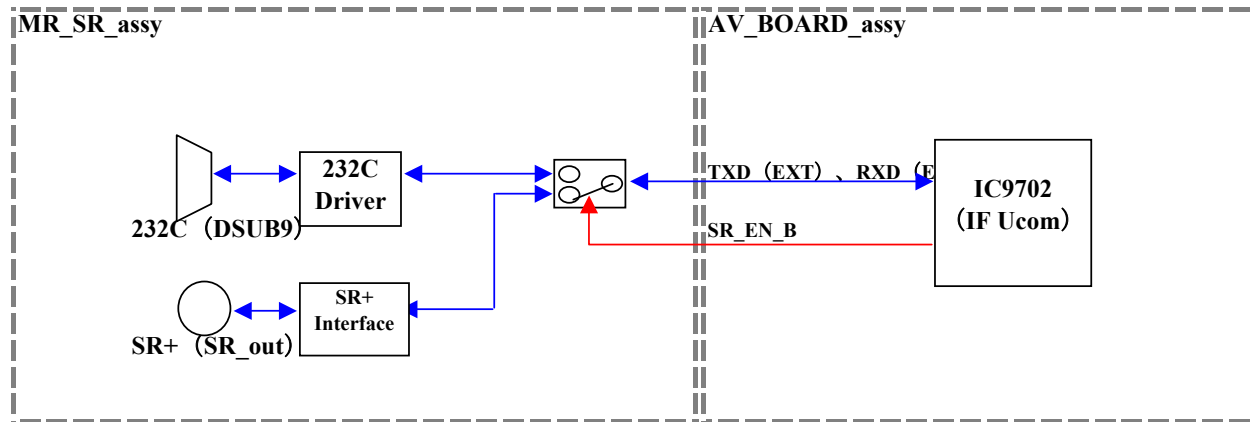 MR_SR_assy
AV_BOARD_assy
232C
Driver
232C（DSUB9）
TXD（EXT）、RXD（E
IC9702
（IF Ucom）
SR_EN_B
SR+
Interface
SR+（SR_out）